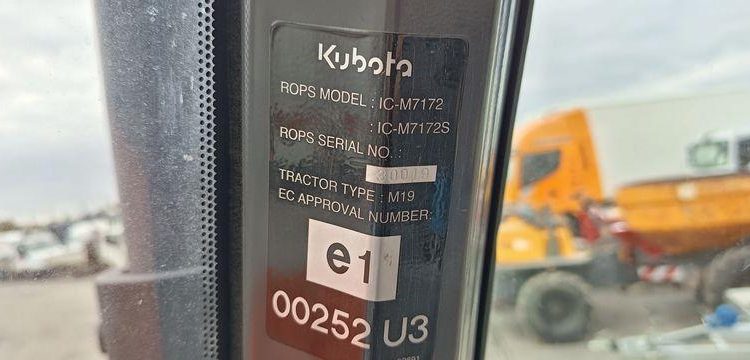 Kubota
ROPS MODEL : IC-M7172
: IC-M7172S
ROPS SERIAL NO. :
30019
TRACTOR TYPE : M19
EC APPROVAL NUMBER:
e1
00252 U3